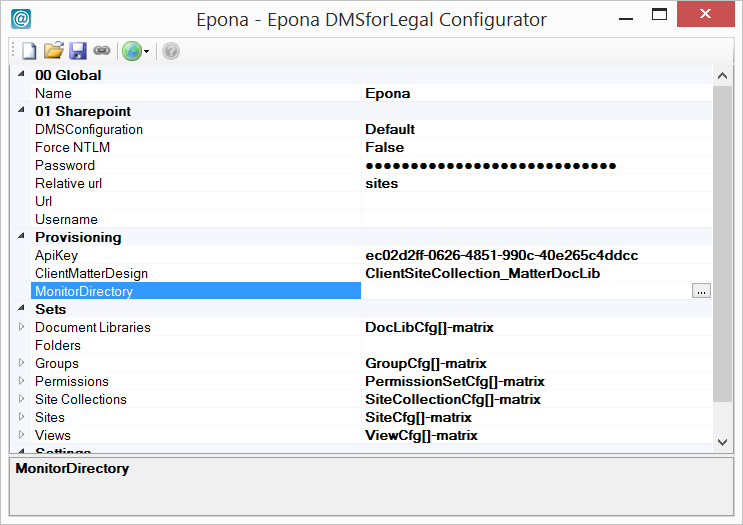 Epona - Epona DMSforLegal Configurator
00 Global
Name Epona
01 Sharepoint
DMSConfiguration Default
Force NTLM False
Password ●●●●●●●●●●●●●●●●●●●●●●●●●●●●
Relative url sites
Url
Username
Provisioning
ApiKey ec02d2ff-0626-4851-990c-40e265c4ddcc
ClientMatterDesign ClientSiteCollection_MatterDocLib
MonitorDirectory ...
Sets
Document Libraries DocLibCfg[]-matrix
Folders
Groups GroupCfg[]-matrix
Permissions PermissionSetCfg[]-matrix
Site Collections SiteCollectionCfg[]-matrix
Sites SiteCfg[]-matrix
Views ViewCfg[]-matrix
Settings
MonitorDirectory